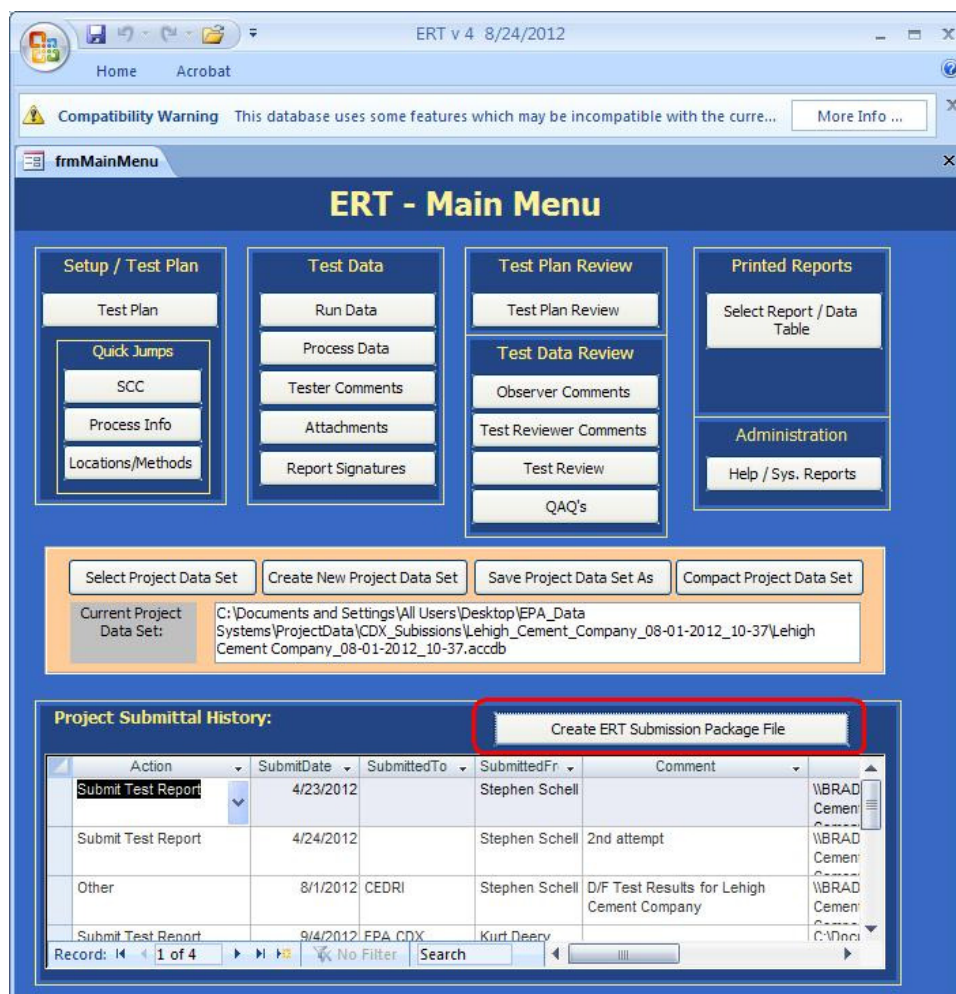 ERT v 4 8/24/2012
Home Acrobat
Compatibility Warning This database uses some features which may be incompatible with the curre... More Info ...
frmMainMenu
ERT - Main Menu
Setup / Test Plan
Test Plan
Quick Jumps
SCC
Process Info
Locations/Methods
Test Data
Run Data
Process Data
Tester Comments
Attachments
Report Signatures
Test Plan Review
Test Plan Review
Test Data Review
Observer Comments
Test Reviewer Comments
Test Review
QAQ's
Printed Reports
Select Report / Data
Table
Administration
Help / Sys. Reports
Select Project Data Set Create New Project Data Set Save Project Data Set As Compact Project Data Set
Current Project
Data Set:
C:\Documents and Settings\All Users\Desktop\EPA_Data
Systems\ProjectData\CDX_Subissions\Lehigh_Cement_Company_08-01-2012_10-37\Lehigh
Cement Company_08-01-2012_10-37.accdb
Project Submittal History:
Create ERT Submission Package File
Action SubmitDate SubmittedTo SubmittedFr Comment
Submit Test Report 4/23/2012 Stephen Schell \\BRAD
Cement
Submit Test Report 4/24/2012 Stephen Schell 2nd attempt \\BRAD
Cement
Other 8/1/2012 CEDRI Stephen Schell D/F Test Results for Lehigh \\BRAD
Cement Company Cement
Submit Test Report 9/4/2012 EPA CDX Kurt Deery C:\Doc
Record: 1 of 4 No Filter Search